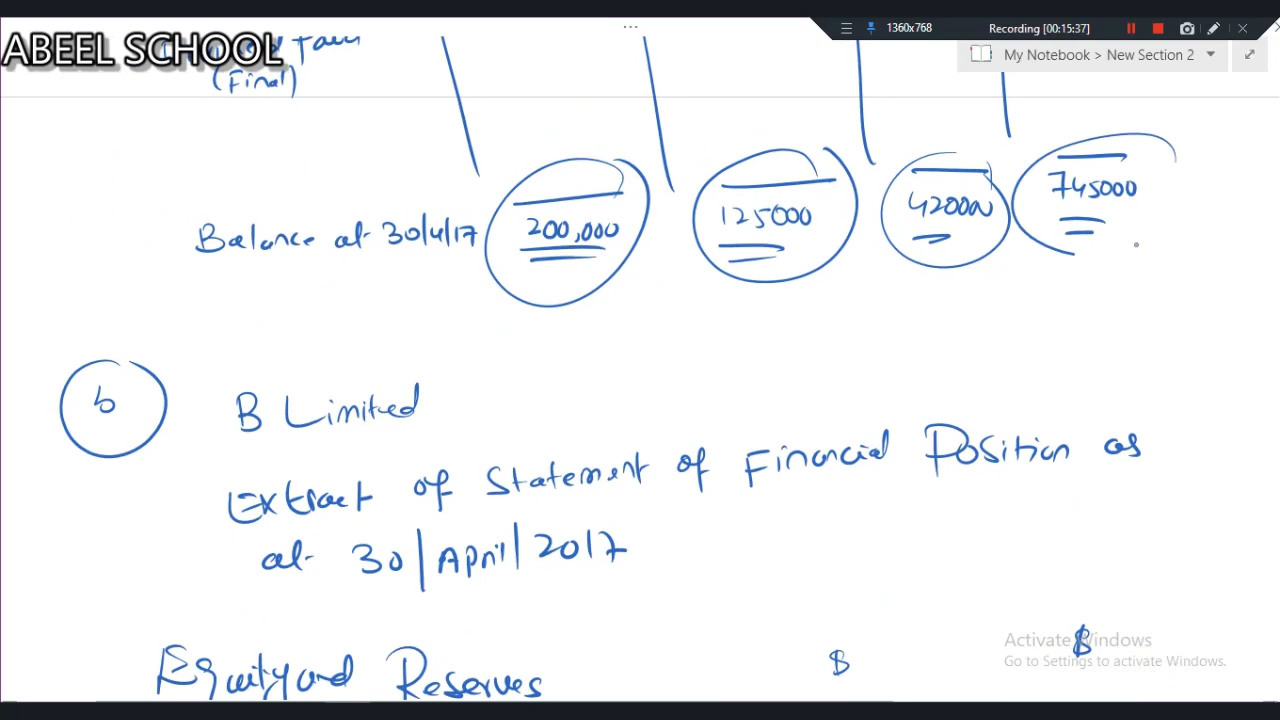 1360x768
Recording [00:15:37]
ABEEL SCHOOL
My Notebook > New Section 2
(Final)
Balance at 30/4/17 200,000 125000 42000 745000
b B Limited
Extract of Statement of Financial Position as
at 30/April/2017
Activate Windows
Go to Settings to activate Windows.
Equity and Reserves $ $